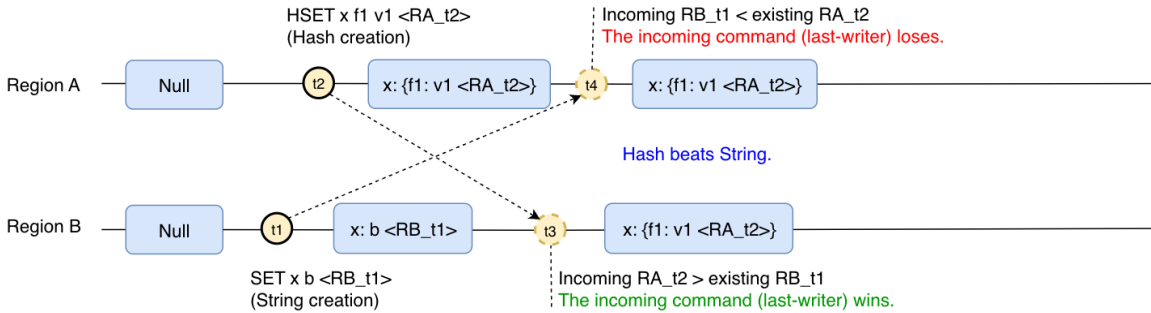 HSET x f1 v1 <RA_t2>
(Hash creation)
Incoming RB_t1 < existing RA_t2
The incoming command (last-writer) loses.
Region A
Null
t2
x: {f1: v1 <RA_t2>}
t4
x: {f1: v1 <RA_t2>}
Hash beats String.
Region B
Null
t1
x: b <RB_t1>
t3
x: {f1: v1 <RA_t2>}
SET x b <RB_t1>
(String creation)
Incoming RA_t2 > existing RB_t1
The incoming command (last-writer) wins.